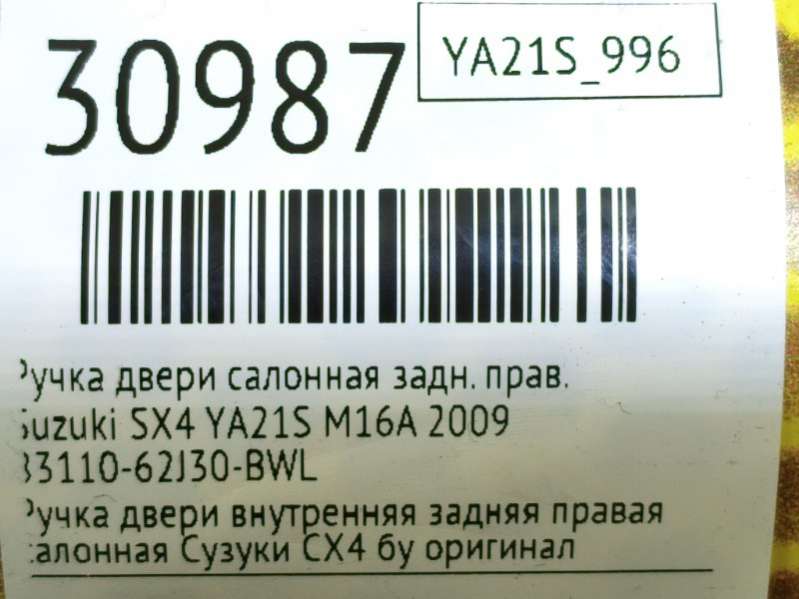 30987
YA21S_996
Ручка двери салонная задн. прав.
Suzuki SX4 YA21S M16A 2009
83110-62J30-BWL
Ручка двери внутренняя задняя правая
салонная Сузуки СХ4 бу оригинал